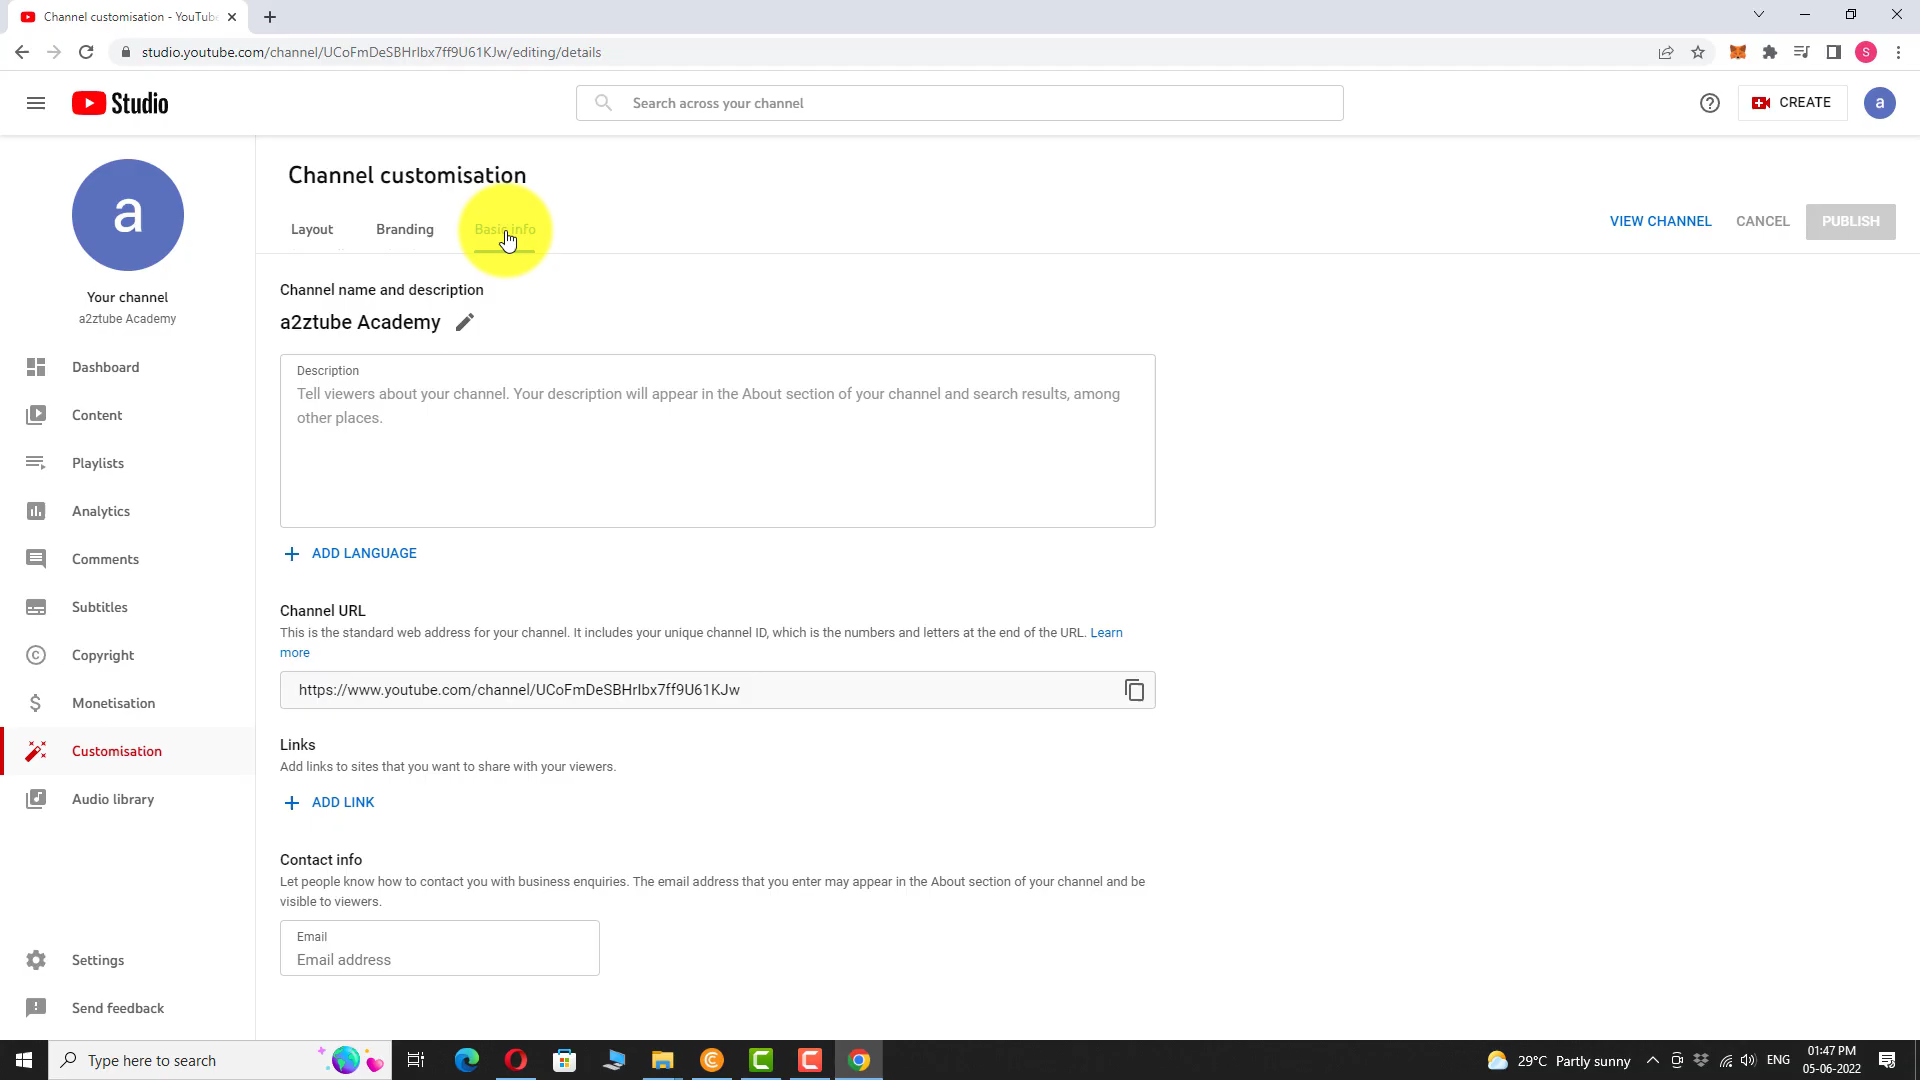 Channel customisation - YouTube
studio.youtube.com/channel/UCoFmDeSBHrIbx7ff9U61KJw/editing/details
S
Studio
Search across your channel
CREATE
a
a
Your channel
a2ztube Academy
Dashboard
Content
Playlists
Analytics
Comments
Subtitles
Copyright
Monetisation
Customisation
Audio library
Settings
Send feedback
Channel customisation
Layout
Branding
Basic info
VIEW CHANNEL
CANCEL
PUBLISH
Channel name and description
a2ztube Academy
Description
Tell viewers about your channel. Your description will appear in the About section of your channel and search results, among
other places.
ADD LANGUAGE
Channel URL
This is the standard web address for your channel. It includes your unique channel ID, which is the numbers and letters at the end of the URL. Learn
more
https://www.youtube.com/channel/UCoFmDeSBHrIbx7ff9U61KJw
Links
Add links to sites that you want to share with your viewers.
ADD LINK
Contact info
Let people know how to contact you with business enquiries. The email address that you enter may appear in the About section of your channel and be
visible to viewers.
Email
Email address
Type here to search
29°C Partly sunny
ENG
01:47 PM
05-06-2022